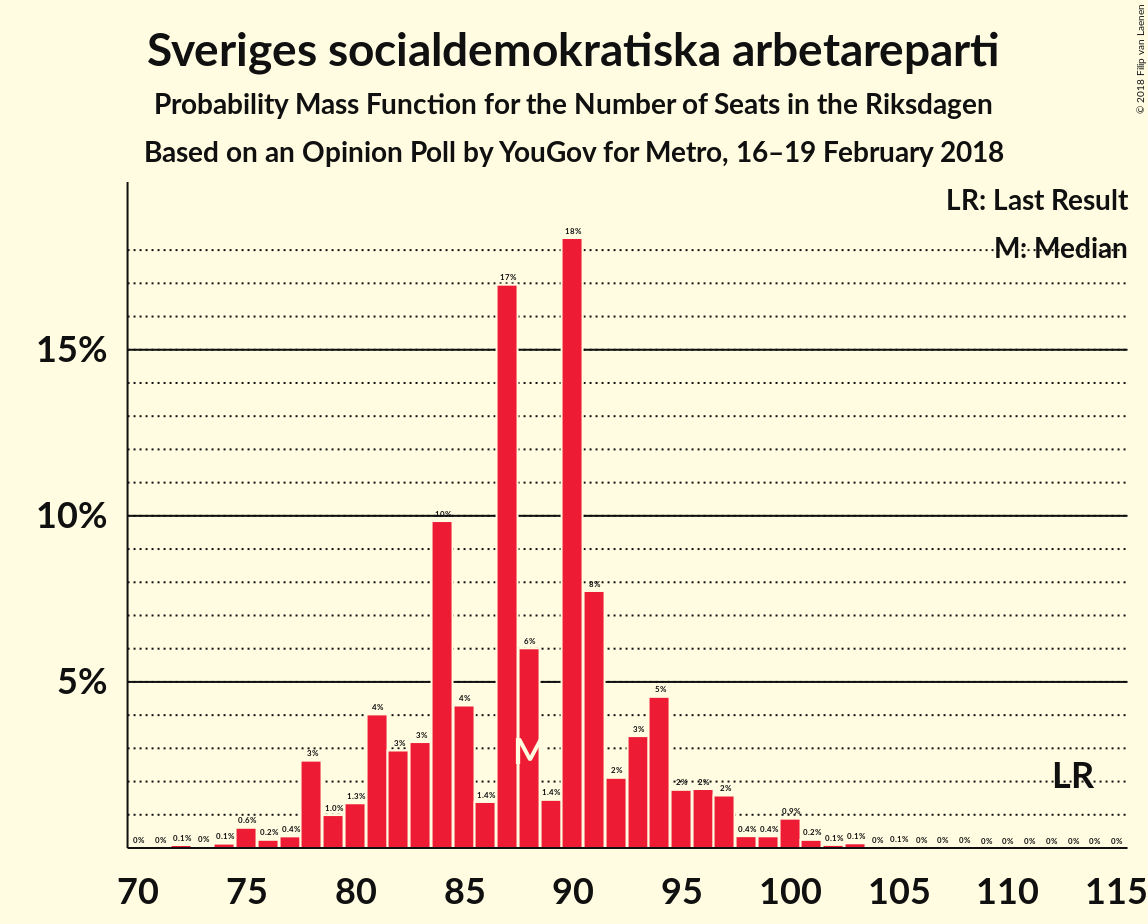 Sveriges socialdemokratiska arbetareparti
Probability Mass Function for the Number of Seats in the Riksdagen
Based on an Opinion Poll by YouGov for Metro, 16–19 February 2018
© 2018 Filip van Laenen
LR: Last Result
M: Median
15%
10%
5%
0% 0% 0.1% 0% 0.1% 0.6% 0.2% 0.4% 3% 1.0% 1.3% 4% 3% 3% 10% 4% 1.4% 17% 6% 1.4% 18% 8% 2% 3% 5% 2% 2% 2% 0.4% 0.4% 0.9% 0.2% 0.1% 0.1% 0% 0.1% 0% 0% 0% 0% 0% 0% 0% 0% 0% 0%
M
LR
70 75 80 85 90 95 100 105 110 115